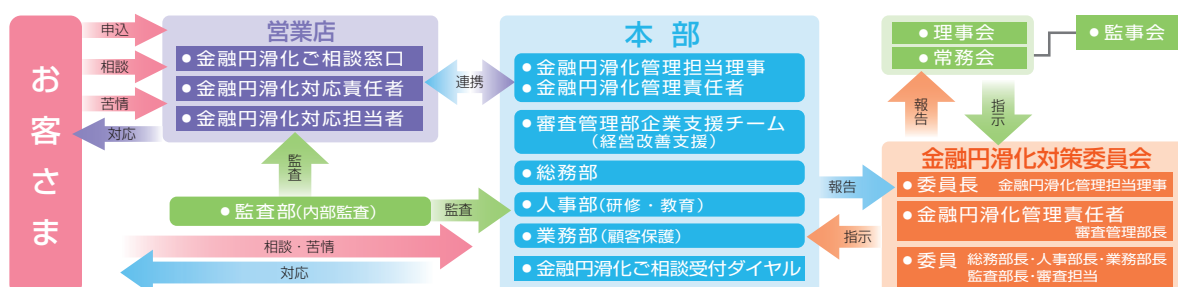 お客さま
申込
相談
苦情
対応
営業店
●金融円滑化ご相談窓口
●金融円滑化対応責任者
●金融円滑化対応担当者
監査
●監査部(内部監査)
監査
相談・苦情
対応
連携
本部
●金融円滑化管理担当理事
●金融円滑化管理責任者
●審査管理部企業支援チーム
(経営改善支援)
●総務部
●人事部(研修・教育)
●業務部(顧客保護)
●金融円滑化ご相談受付ダイヤル
報告
指示
●理事会
●常務会
●監事会
報告
指示
金融円滑化対策委員会
●委員長 金融円滑化管理担当理事
●金融円滑化管理責任者
審査管理部長
●委員 総務部長・人事部長・業務部長
監査部長・審査担当